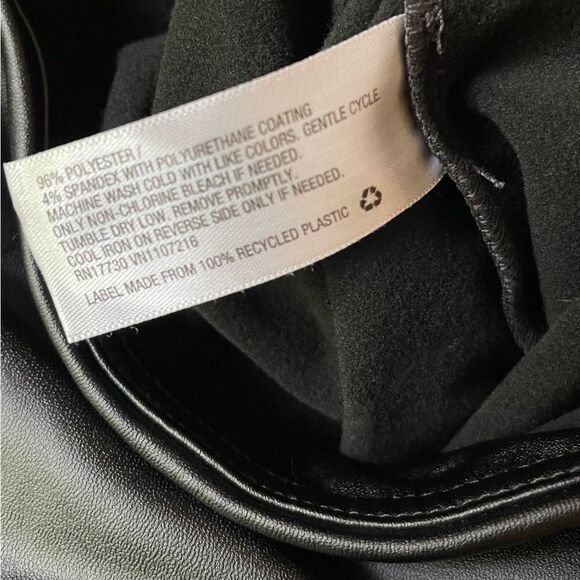 96% POLYESTER /
4% SPANDEX WITH POLYURETHANE COATING
MACHINE WASH COLD WITH LIKE COLORS. GENTLE CYCLE
ONLY NON-CHLORINE BLEACH IF NEEDED.
TUMBLE DRY LOW. REMOVE PROMPTLY.
COOL IRON ON REVERSE SIDE ONLY IF NEEDED.
RN17730 VN1107216
LABEL MADE FROM 100% RECYCLED PLASTIC